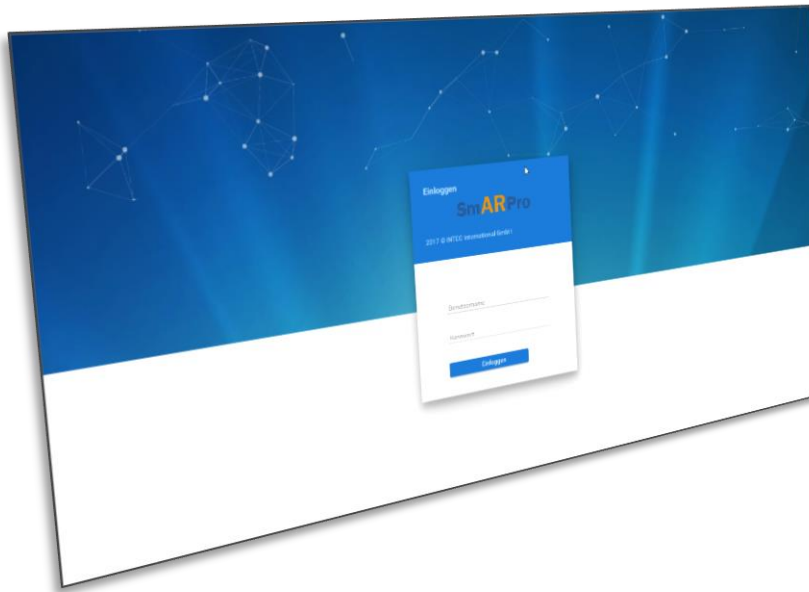 Einloggen
SmARPro
2017 © INTEC International GmbH
Benutzername
Kennwort
Einloggen